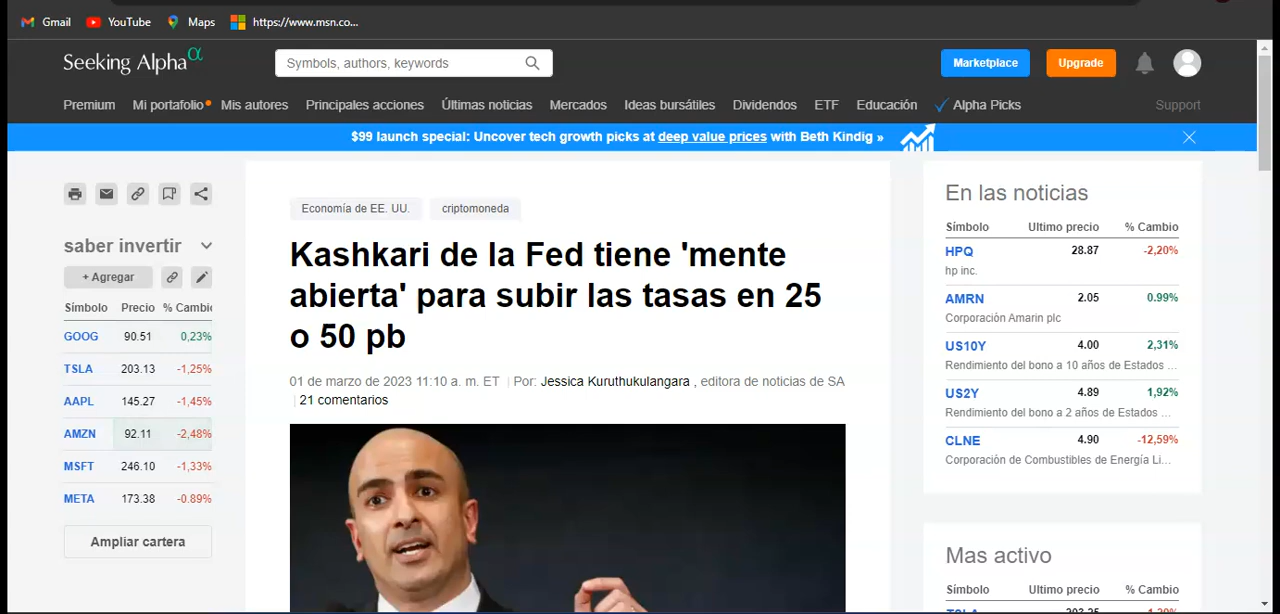 Gmail YouTube Maps https://www.msn.co...
Seeking Alpha α
Symbols, authors, keywords
Marketplace Upgrade
Premium Mi portafolio Mis autores Principales acciones Últimas noticias Mercados Ideas bursátiles Dividendos ETF Educación Alpha Picks Support
$99 launch special: Uncover tech growth picks at deep value prices with Beth Kindig »
saber invertir
+ Agregar
Símbolo Precio % Cambio
GOOG 90.51 0,23%
TSLA 203.13 -1,25%
AAPL 145.27 -1,45%
AMZN 92.11 -2,48%
MSFT 246.10 -1,33%
META 173.38 -0.89%
Ampliar cartera
Economía de EE. UU. criptomoneda
Kashkari de la Fed tiene 'mente
abierta' para subir las tasas en 25
o 50 pb
01 de marzo de 2023 11:10 a. m. ET | Por: Jessica Kuruthukulangara , editora de noticias de SA
| 21 comentarios
En las noticias
Símbolo Ultimo precio % Cambio
HPQ 28.87 -2,20%
hp inc.
AMRN 2.05 0.99%
Corporación Amarin plc
US10Y 4.00 2,31%
Rendimiento del bono a 10 años de Estados ...
US2Y 4.89 1,92%
Rendimiento del bono a 2 años de Estados ...
CLNE 4.90 -12,59%
Corporación de Combustibles de Energía Li...
Mas activo
Símbolo Ultimo precio % Cambio